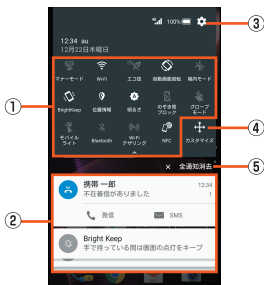 100%
③
12:34 au
12月22日木曜日
マナーモード Wi-Fi エコ技 自動画面回転 機内モード
①
BrightKeep 位置情報 明るさ のぞき見
ブロック グローブ
モード
④
モバイル
ライト Bluetooth Wi-Fi
テザリング NFC カスタマイズ
× 全通知消去
⑤
携帯 一郎 12:34
不在着信がありました 1
②
発信 SMS
Bright Keep
手で持っている間は画面の点灯をキープ